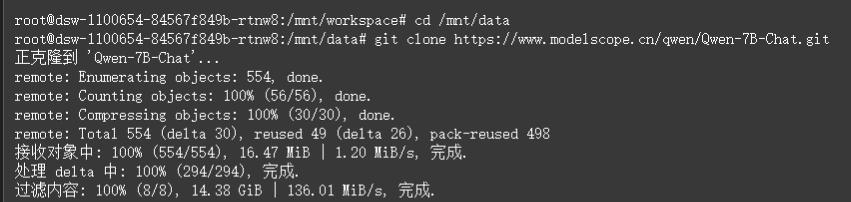 root@dsw-1100654-84567f849b-rtnw8:/mnt/workspace# cd /mnt/data
root@dsw-1100654-84567f849b-rtnw8:/mnt/data# git clone https://www.modelscope.cn/qwen/Qwen-7B-Chat.git
正克隆到 'Qwen-7B-Chat'...
remote: Enumerating objects: 554, done.
remote: Counting objects: 100% (56/56), done.
remote: Compressing objects: 100% (30/30), done.
remote: Total 554 (delta 30), reused 49 (delta 26), pack-reused 498
接收对象中: 100% (554/554), 16.47 MiB | 1.20 MiB/s, 完成.
处理 delta 中: 100% (294/294), 完成.
过滤内容: 100% (8/8), 14.38 GiB | 136.01 MiB/s, 完成.